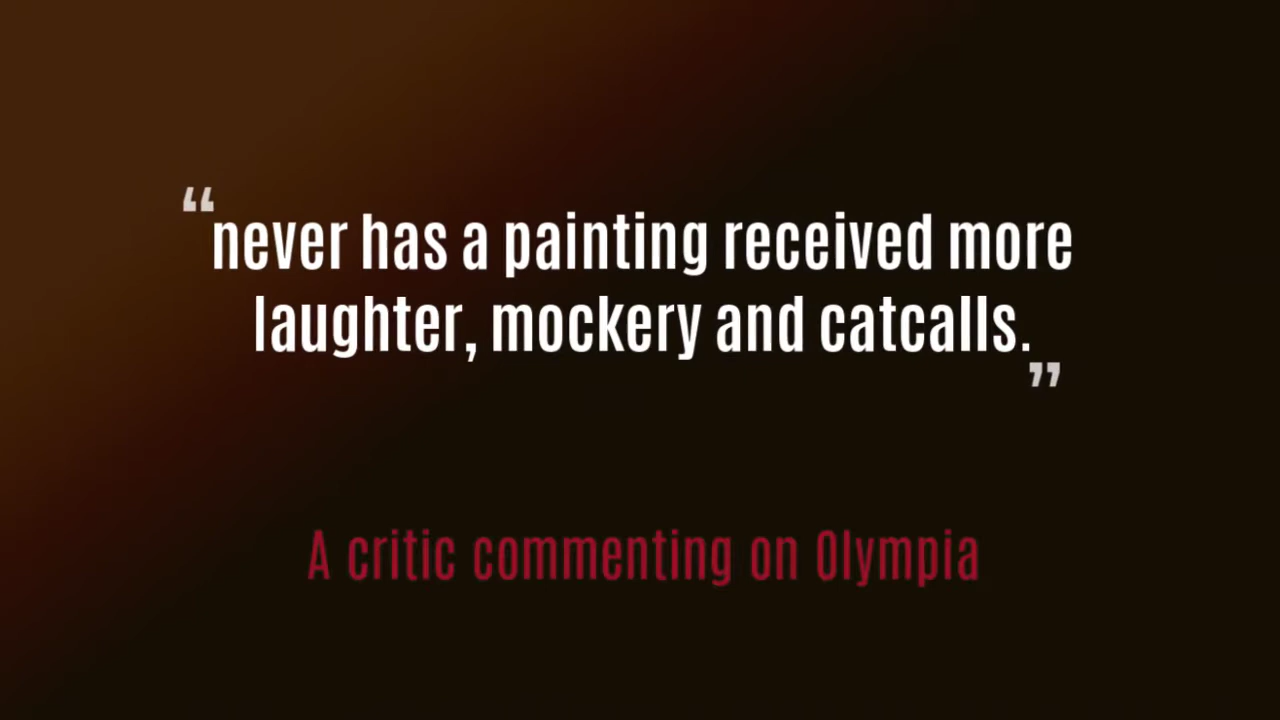 “never has a painting received more
laughter, mockery and catcalls.”
A critic commenting on Olympia